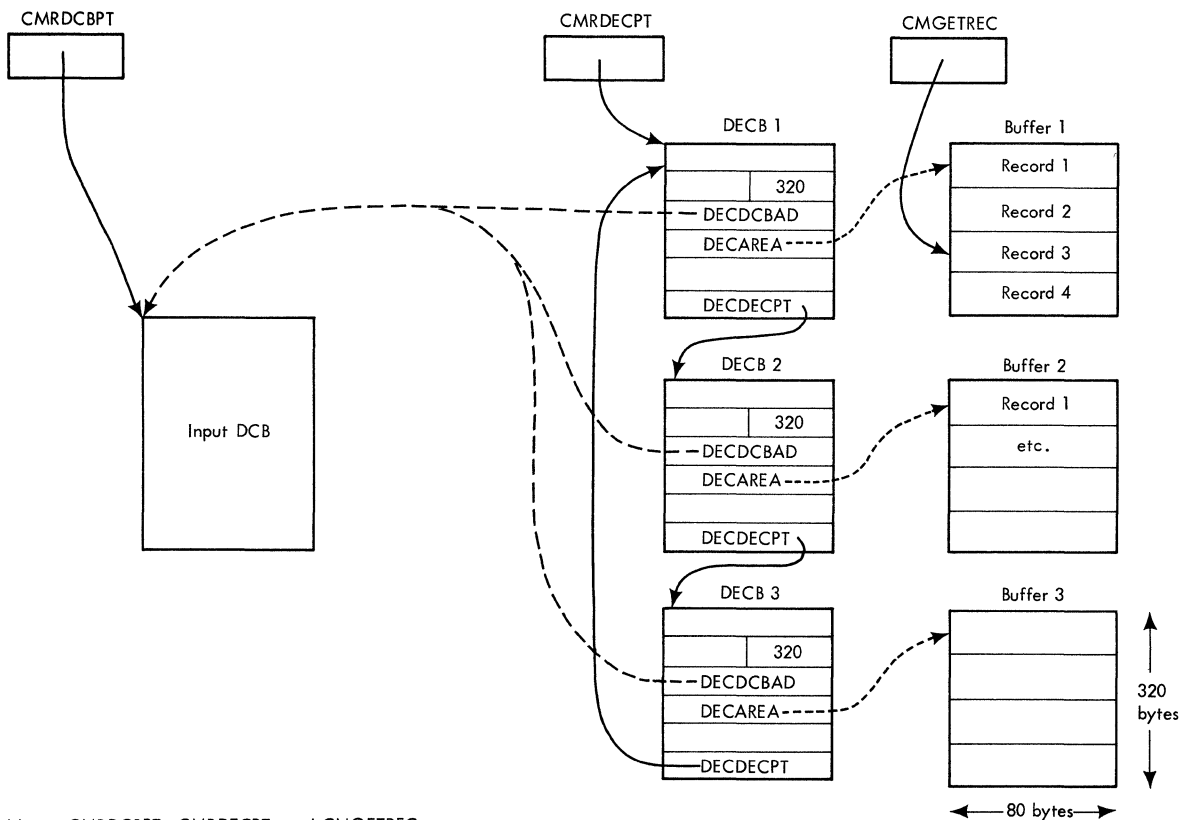 CMRDCBPT
CMRDECPT
CMGETREC
DECB 1
320
DECDCBAD
DECAREA
DECDECPT
Buffer 1
Record 1
Record 2
Record 3
Record 4
Input DCB
DECB 2
320
DECDCBAD
DECAREA
DECDECPT
Buffer 2
Record 1
etc.
DECB 3
320
DECDCBAD
DECAREA
DECDECPT
Buffer 3
320
bytes
80 bytes